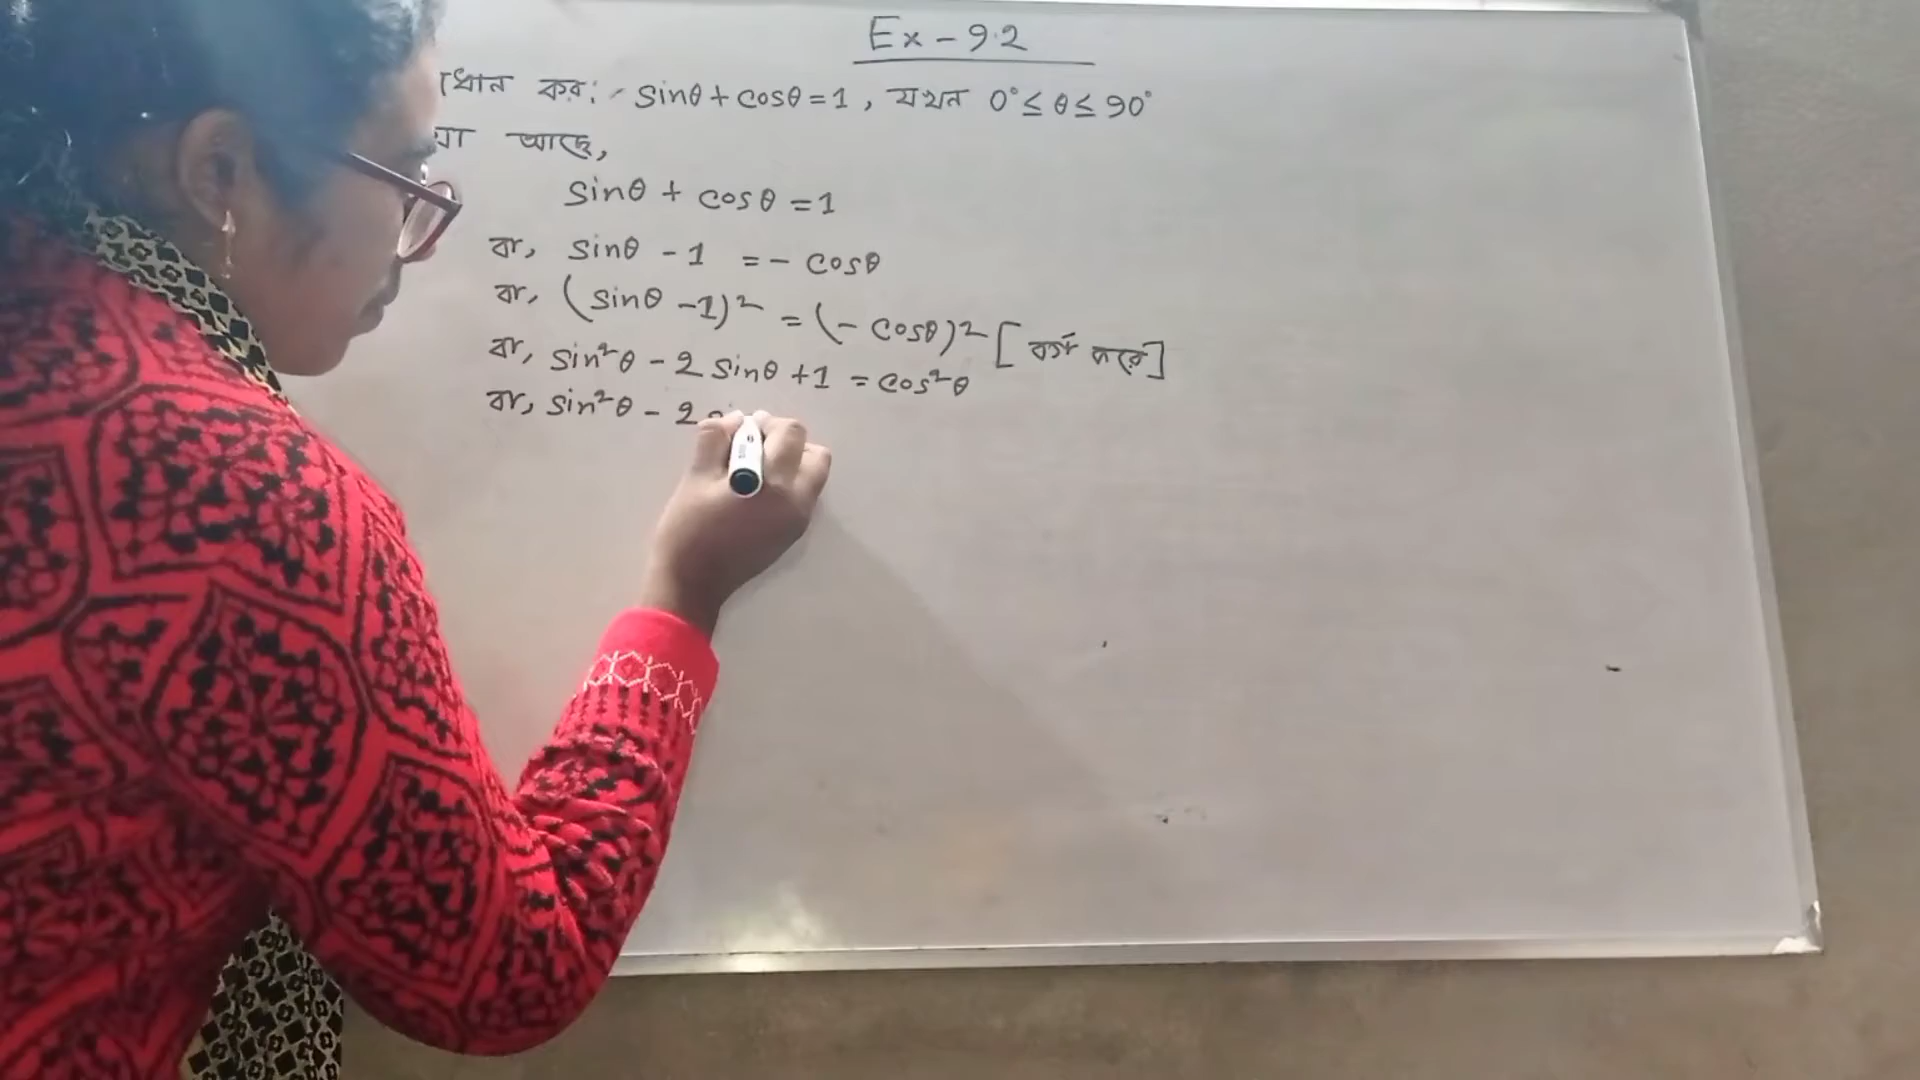 Ex - 9.2
কর: - sinθ + cosθ = 1, যখন 0° ≤ θ ≤ 90°
আছে,
sinθ + cosθ = 1
বা, sinθ - 1 = - cosθ
বা, (sinθ - 1)² = (- cosθ)² [বর্গ করে]
বা, sin²θ - 2 sinθ + 1 = cos²θ
বা, sin²θ - 2